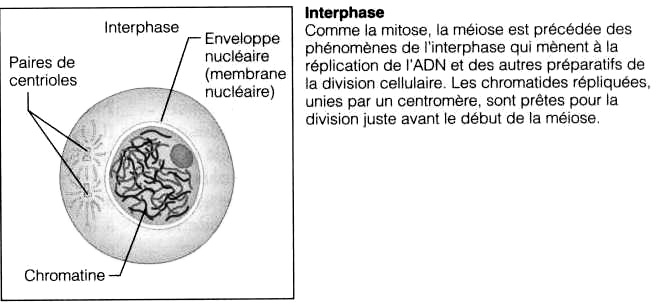 Interphase
Enveloppe
nucléaire
(membrane
nucléaire)
Paires de
centrioles
Chromatine
Interphase
Comme la mitose, la méiose est précédée des
phénomènes de l'interphase qui mènent à la
réplication de l'ADN et des autres préparatifs de
la division cellulaire. Les chromatides répliquées,
unies par un centromère, sont prêtes pour la
division juste avant le début de la méiose.